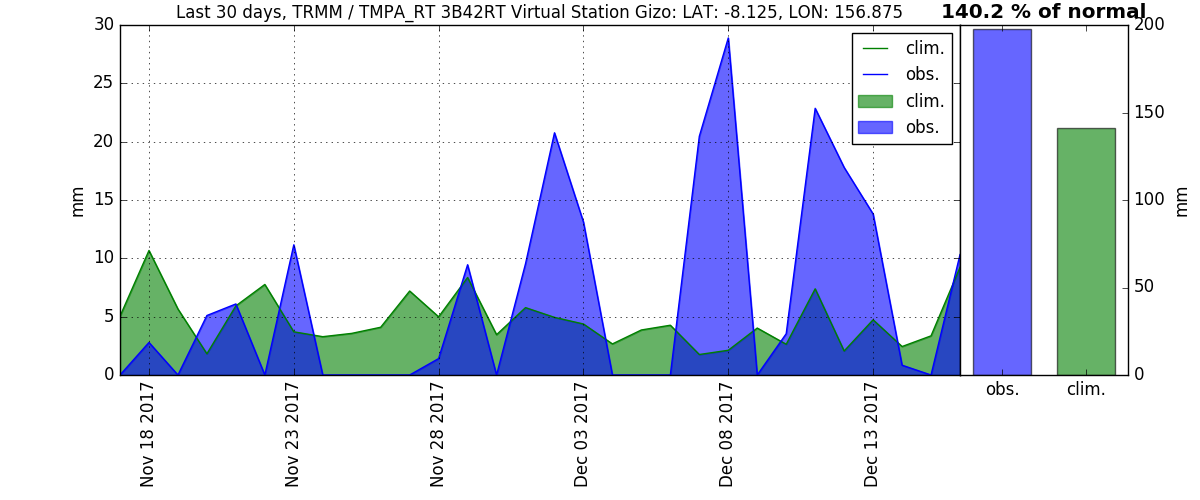 Last 30 days, TRMM / TMPA_RT 3B42RT Virtual Station Gizo: LAT: -8.125, LON: 156.875
140.2 % of normal
30
25
20
15
10
5
0
mm
clim.
obs.
clim.
obs.
200
150
100
50
0
mm
Nov 18 2017
Nov 23 2017
Nov 28 2017
Dec 03 2017
Dec 08 2017
Dec 13 2017
obs.
clim.